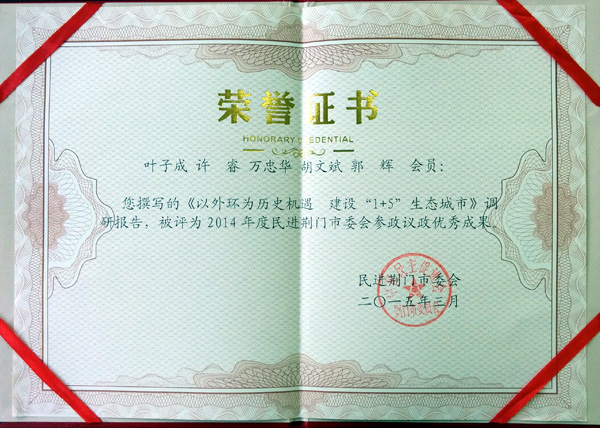 荣誉证书
HONORARY CREDENTIAL
叶子成 许 睿 万忠华 胡文斌 郭 辉 会员:
您撰写的《以外环为历史机遇 建设“1+5”生态城市》调
研报告,被评为2014年度民进荆门市委会参政议政优秀成果。
民进荆门市委会
二〇一五年三月